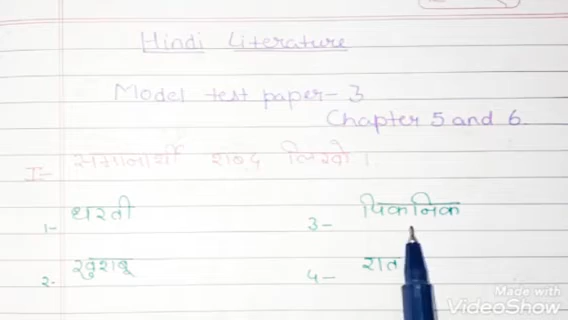 Hindi Literature
Model test paper-3
Chapter 5 and 6.
I- समानार्थी शब्द लिखो।
1- धरती 3- पिकनिक
2. खुशबू 4- रात
Made with
VideoShow